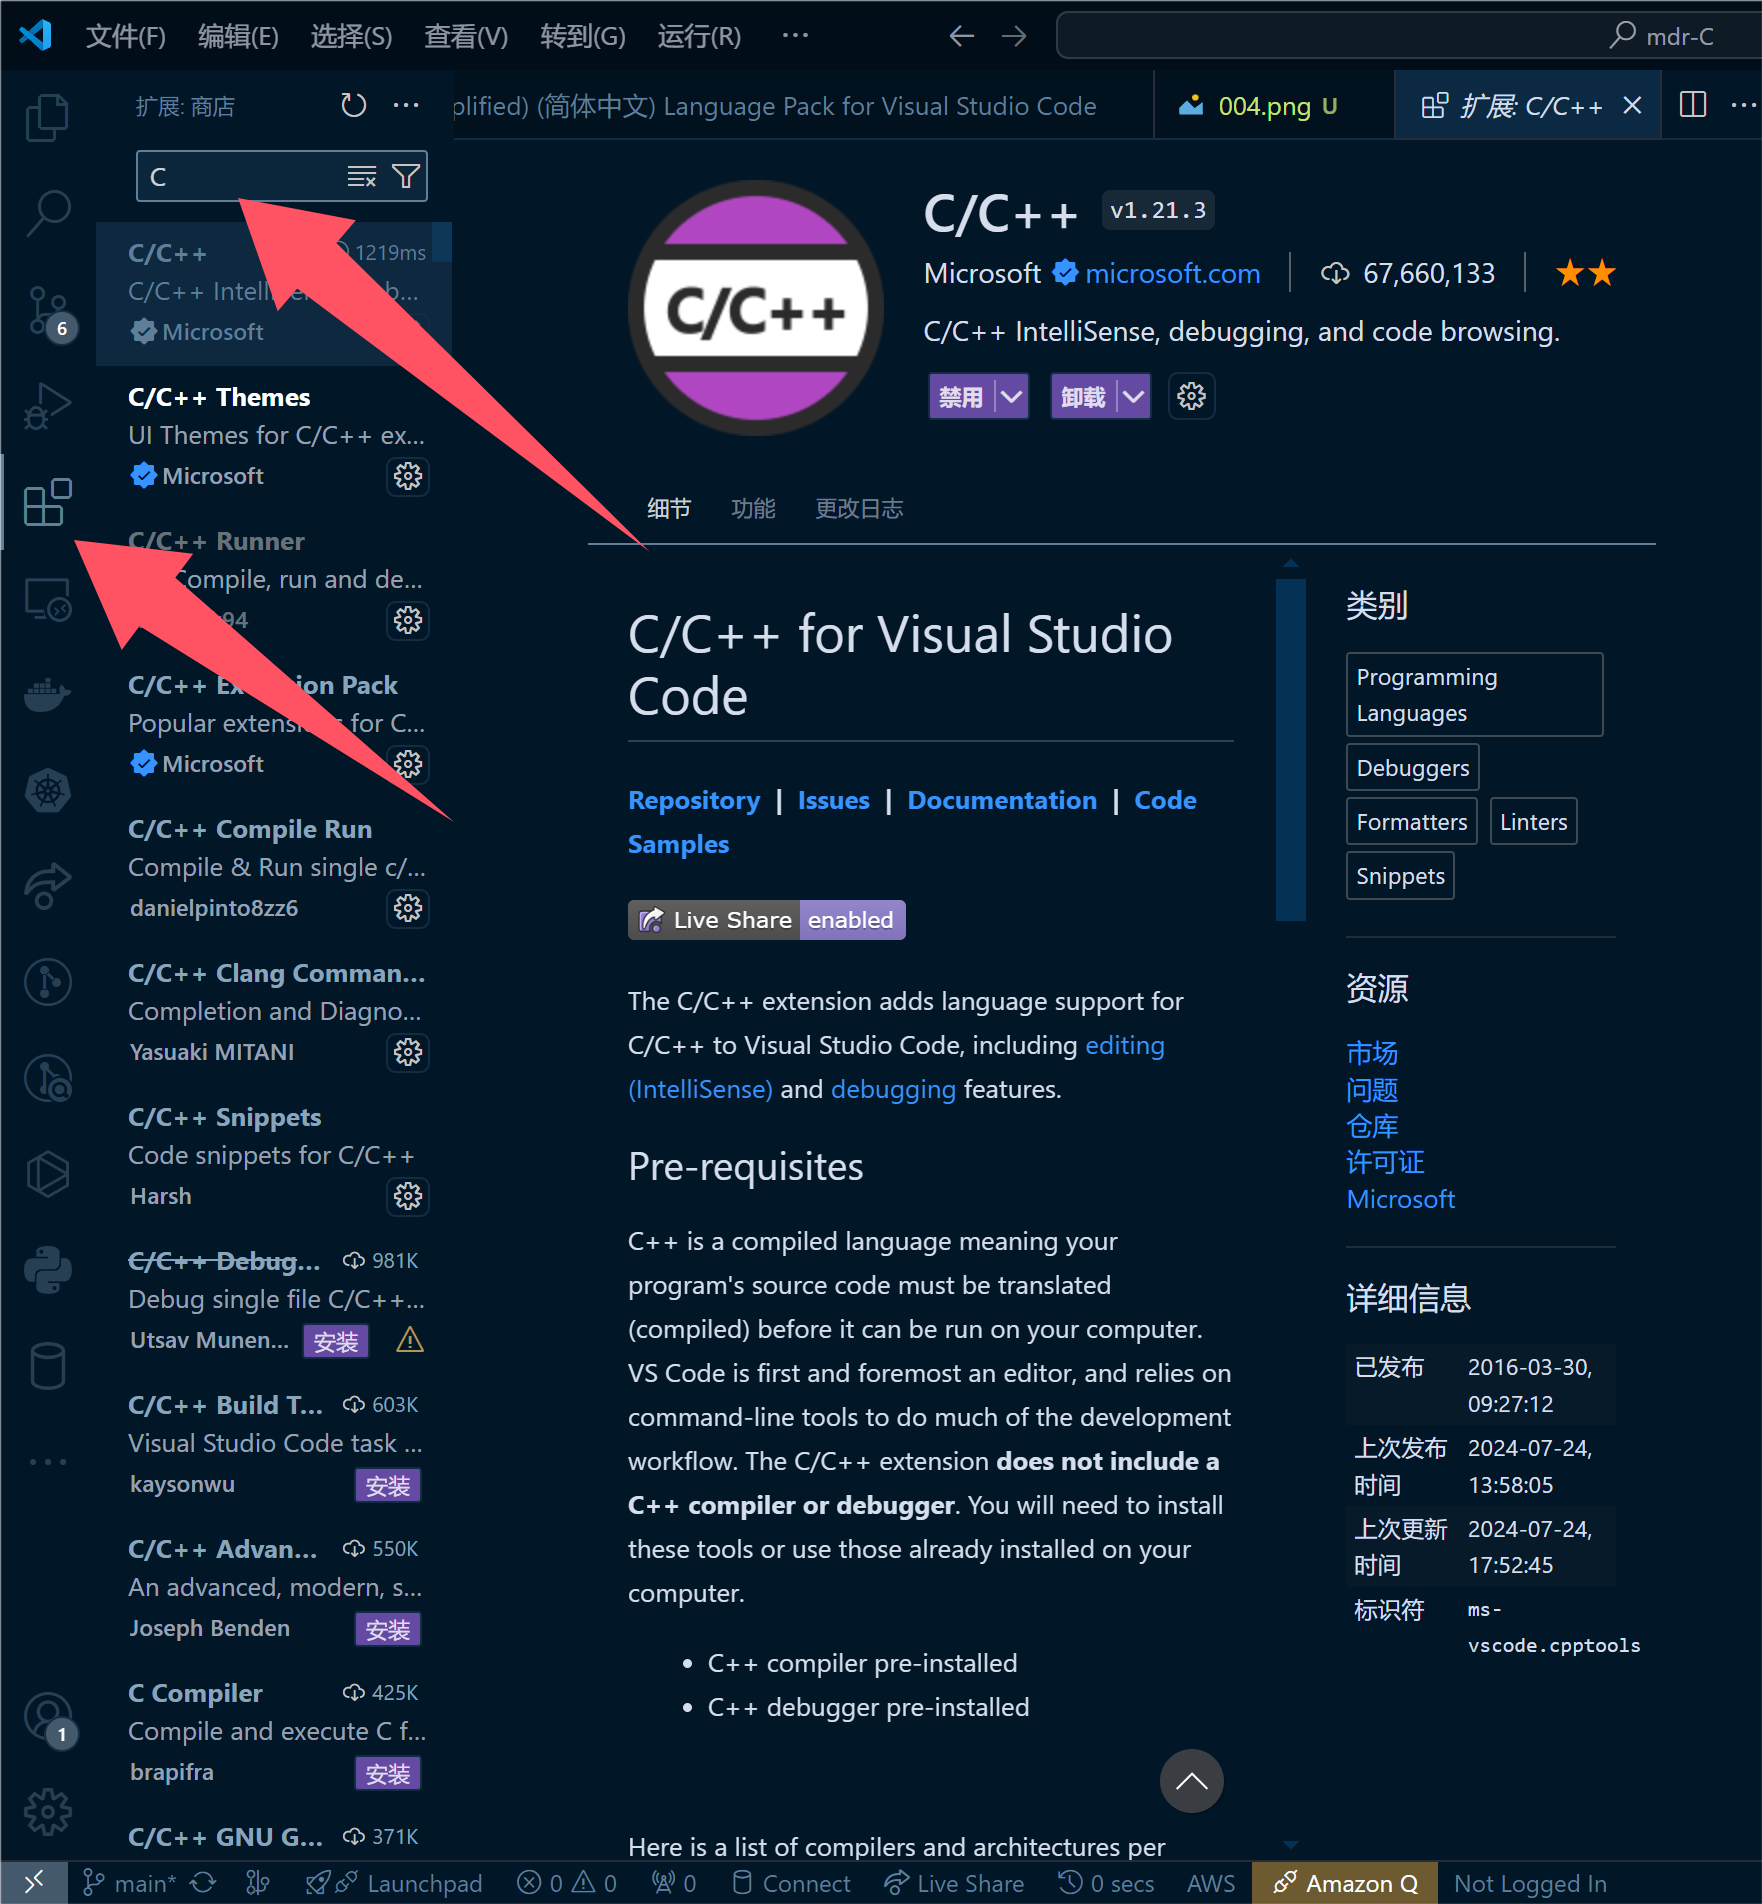 文件(F) 编辑(E) 选择(S) 查看(V) 转到(G) 运行(R) ··· mdr-C
扩展: 商店
plified) (简体中文) Language Pack for Visual Studio Code
004.png U
扩展: C/C++
C
C/C++ 1219ms
C/C++
Microsoft
C/C++ Themes
UI Themes for C/C++ ex...
Microsoft
C/C++ Runner
Compile, run and de...
94
C/C++ Pack
Popular for C...
Microsoft
C/C++ Compile Run
Compile & Run single c/...
danielpinto8zz6
C/C++ Clang Comman...
Completion and Diagno...
Yasuaki MITANI
C/C++ Snippets
Code snippets for C/C++
Harsh
C/C++ Debug... 981K
Debug single file C/C++...
Utsav Munen... 安装
C/C++ Build T... 603K
Visual Studio Code task ...
kaysonwu 安装
C/C++ Advan... 550K
An advanced, modern, s...
Joseph Benden 安装
C Compiler 425K
Compile and execute C f...
brapifra 安装
C/C++ GNU G... 371K
6
1
C/C++
C/C++ v1.21.3
Microsoft microsoft.com 67,660,133
C/C++ IntelliSense, debugging, and code browsing.
禁用 卸载
细节 功能 更改日志
C/C++ for Visual Studio
Code
Repository | Issues | Documentation | Code
Samples
Live Share enabled
The C/C++ extension adds language support for
C/C++ to Visual Studio Code, including editing
(IntelliSense) and debugging features.
Pre-requisites
C++ is a compiled language meaning your
program's source code must be translated
(compiled) before it can be run on your computer.
VS Code is first and foremost an editor, and relies on
command-line tools to do much of the development
workflow. The C/C++ extension does not include a
C++ compiler or debugger. You will need to install
these tools or use those already installed on your
computer.
• C++ compiler pre-installed
• C++ debugger pre-installed
Here is a list of compilers and architectures per
类别
Programming
Languages
Debuggers
Formatters Linters
Snippets
资源
市场
问题
仓库
许可证
Microsoft
详细信息
已发布 2016-03-30,
09:27:12
上次发布 2024-07-24,
时间 13:58:05
上次更新 2024-07-24,
时间 17:52:45
标识符 ms-
vscode.cpptools
main* Launchpad 0 0 0 Connect Live Share 0 secs AWS Amazon Q Not Logged In